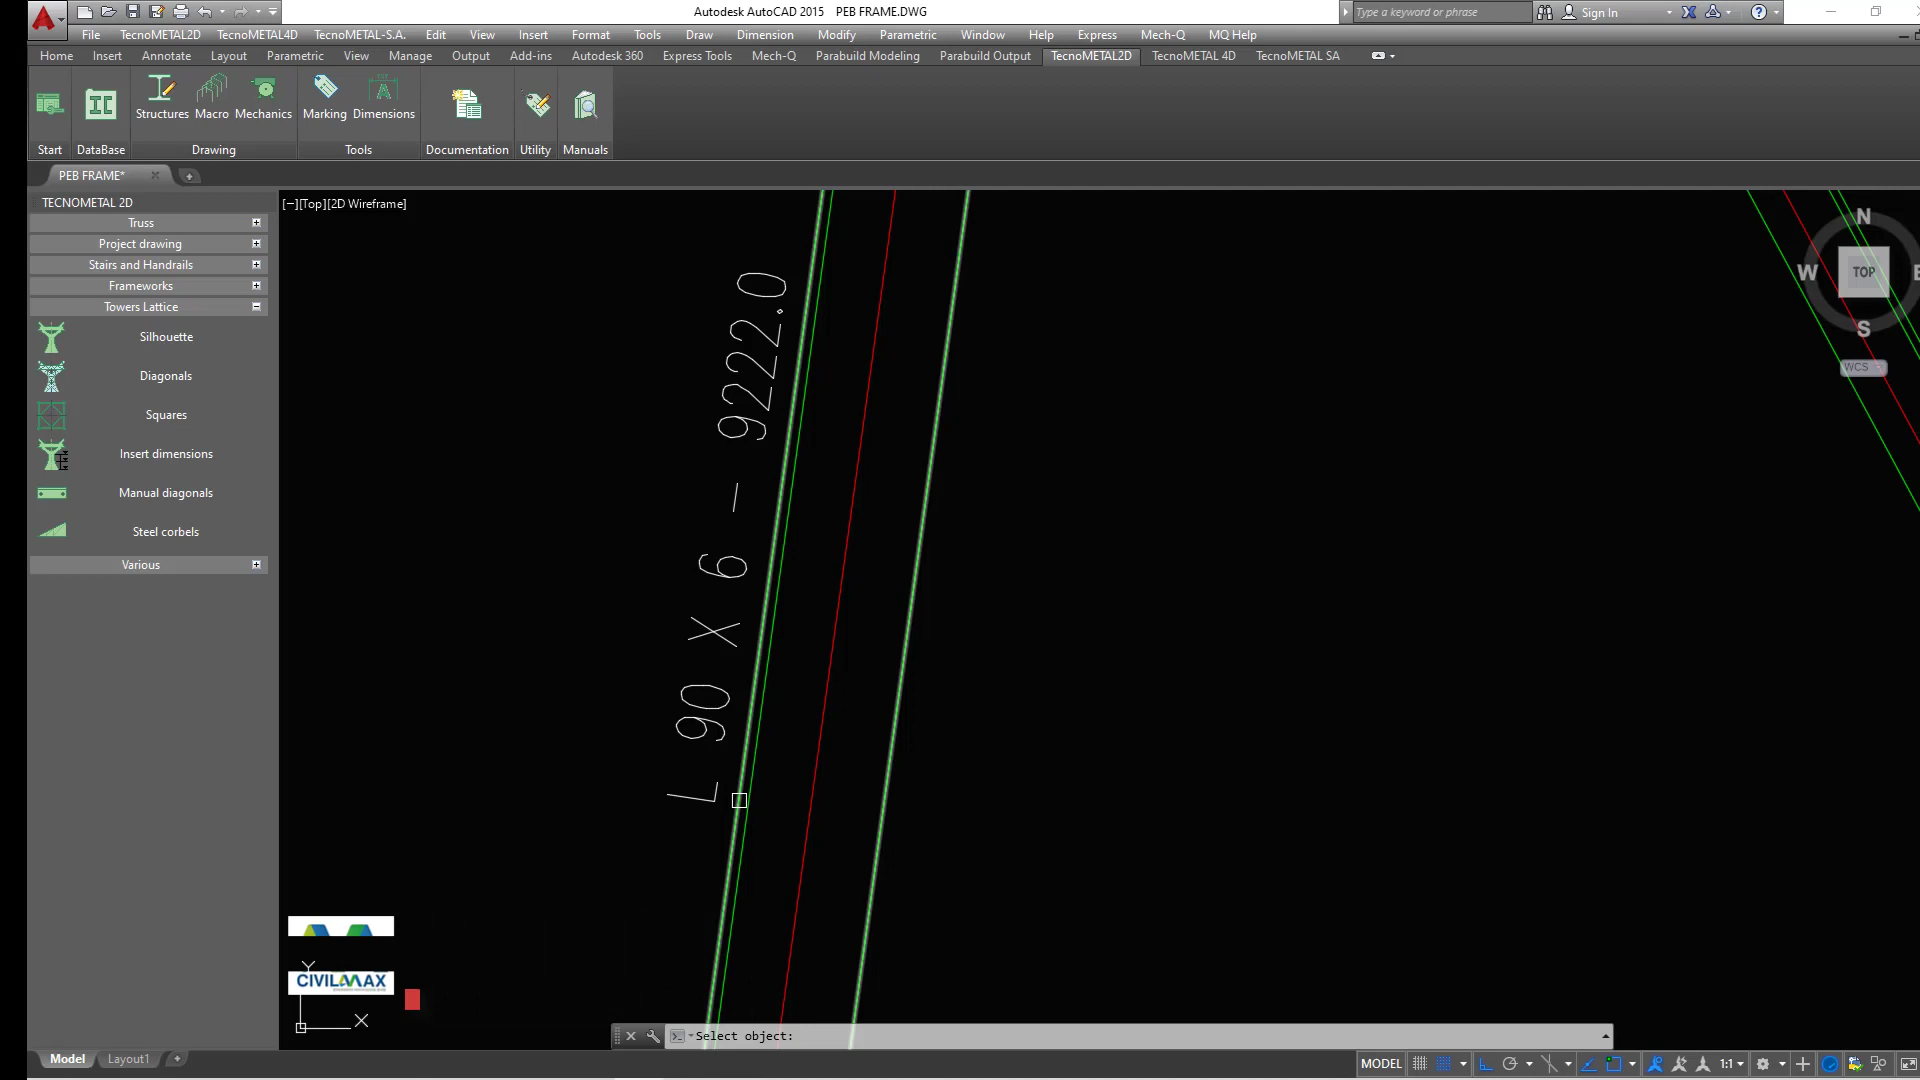 Autodesk AutoCAD 2015 PEB FRAME.DWG
Type a keyword or phrase
Sign In
File TecnoMETAL2D TecnoMETAL4D TecnoMETAL-S.A. Edit View Insert Format Tools Draw Dimension Modify Parametric Window Help Express Mech-Q MQ Help
Home Insert Annotate Layout Parametric View Manage Output Add-ins Autodesk 360 Express Tools Mech-Q Parabuild Modeling Parabuild Output TecnoMETAL2D TecnoMETAL 4D TecnoMETAL SA
Structures Macro Mechanics Marking Dimensions
Start DataBase Drawing Tools Documentation Utility Manuals
PEB FRAME*
TECNOMETAL 2D
Truss
Project drawing
Stairs and Handrails
Frameworks
Towers Lattice
Silhouette
Diagonals
Squares
Insert dimensions
Manual diagonals
Steel corbels
Various
[−][Top][2D Wireframe]
L 90 X 6 - 9222.0
N
W TOP E
S
WCS
CIVILMAX
Y
X
Select object:
Model Layout1
MODEL 1:1